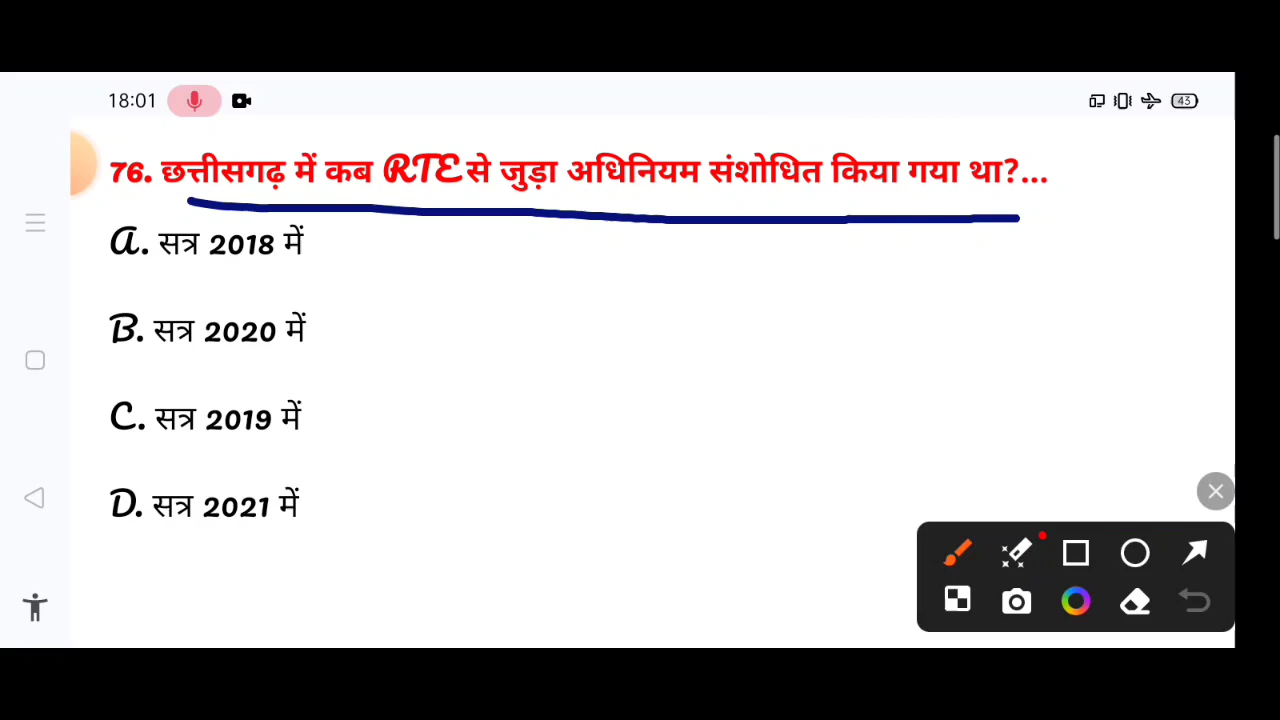 18:01
43
76. छत्तीसगढ़ में कब RTE से जुड़ा अधिनियम संशोधित किया गया था?...
A. सत्र 2018 में
B. सत्र 2020 में
C. सत्र 2019 में
D. सत्र 2021 में